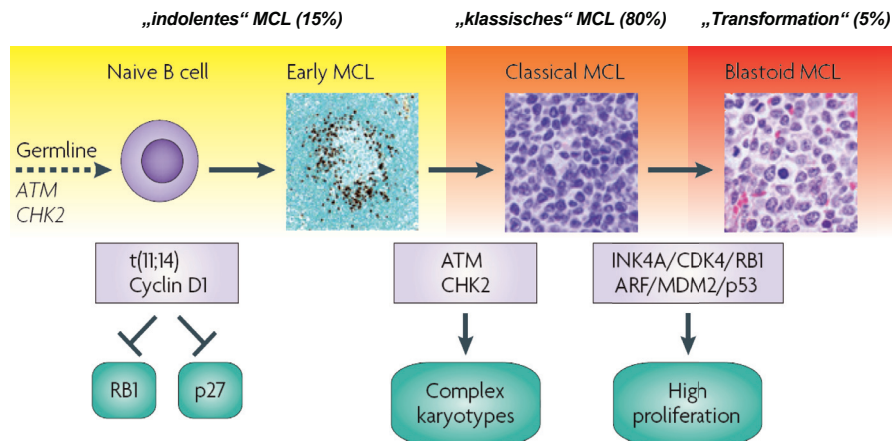 „indolentes“ MCL (15%)
„klassisches“ MCL (80%)
„Transformation“ (5%)
Naive B cell
Early MCL
Classical MCL
Blastoid MCL
Germline
ATM
CHK2
t(11;14)
Cyclin D1
ATM
CHK2
INK4A/CDK4/RB1
ARF/MDM2/p53
RB1
p27
Complex
karyotypes
High
proliferation